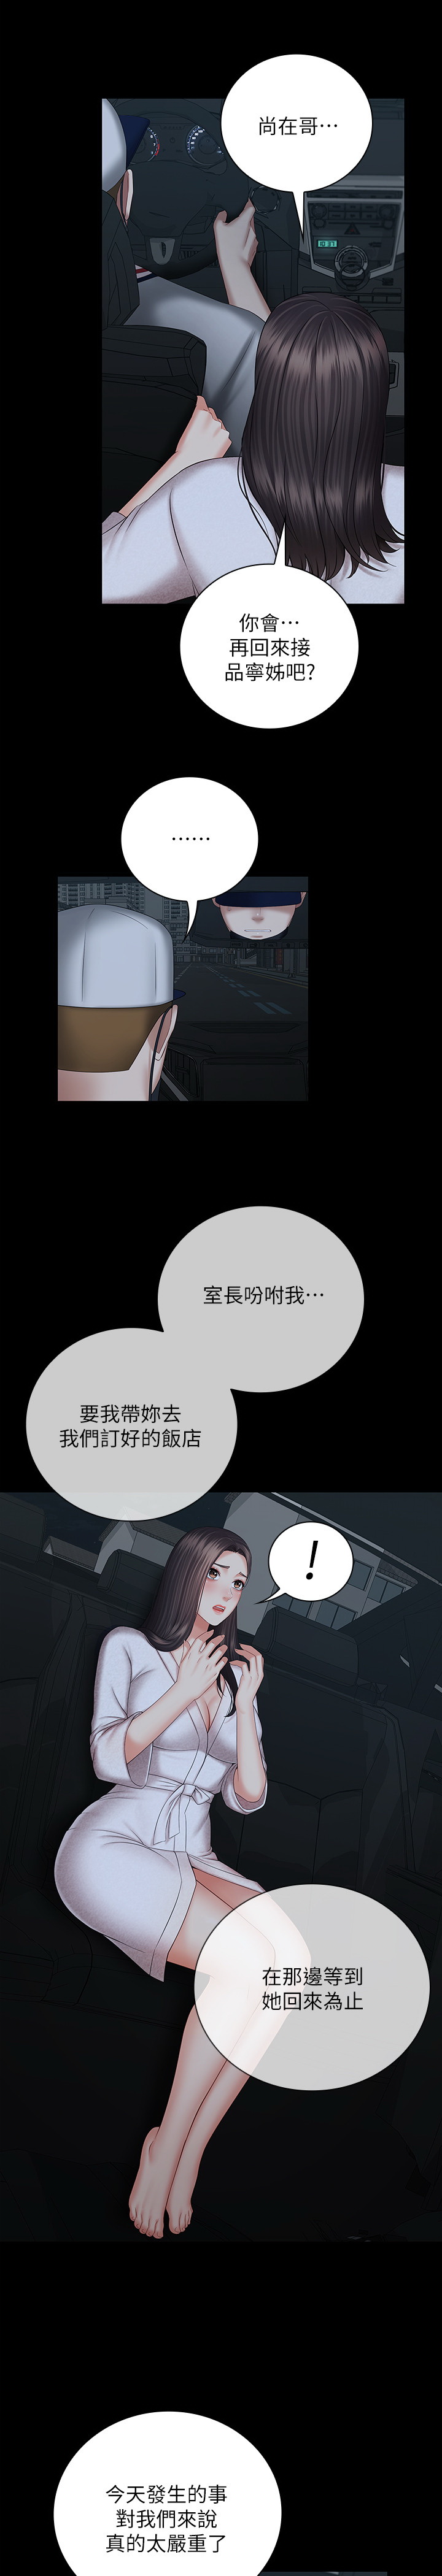 尚在哥⋯
10:21
你會⋯
再回來接
品寧姊吧?
⋯⋯
室長吩咐我⋯
要我帶妳去
我們訂好的飯店
!
在那邊等到
她回來為止
今天發生的事
對我們來說
真的太嚴重了